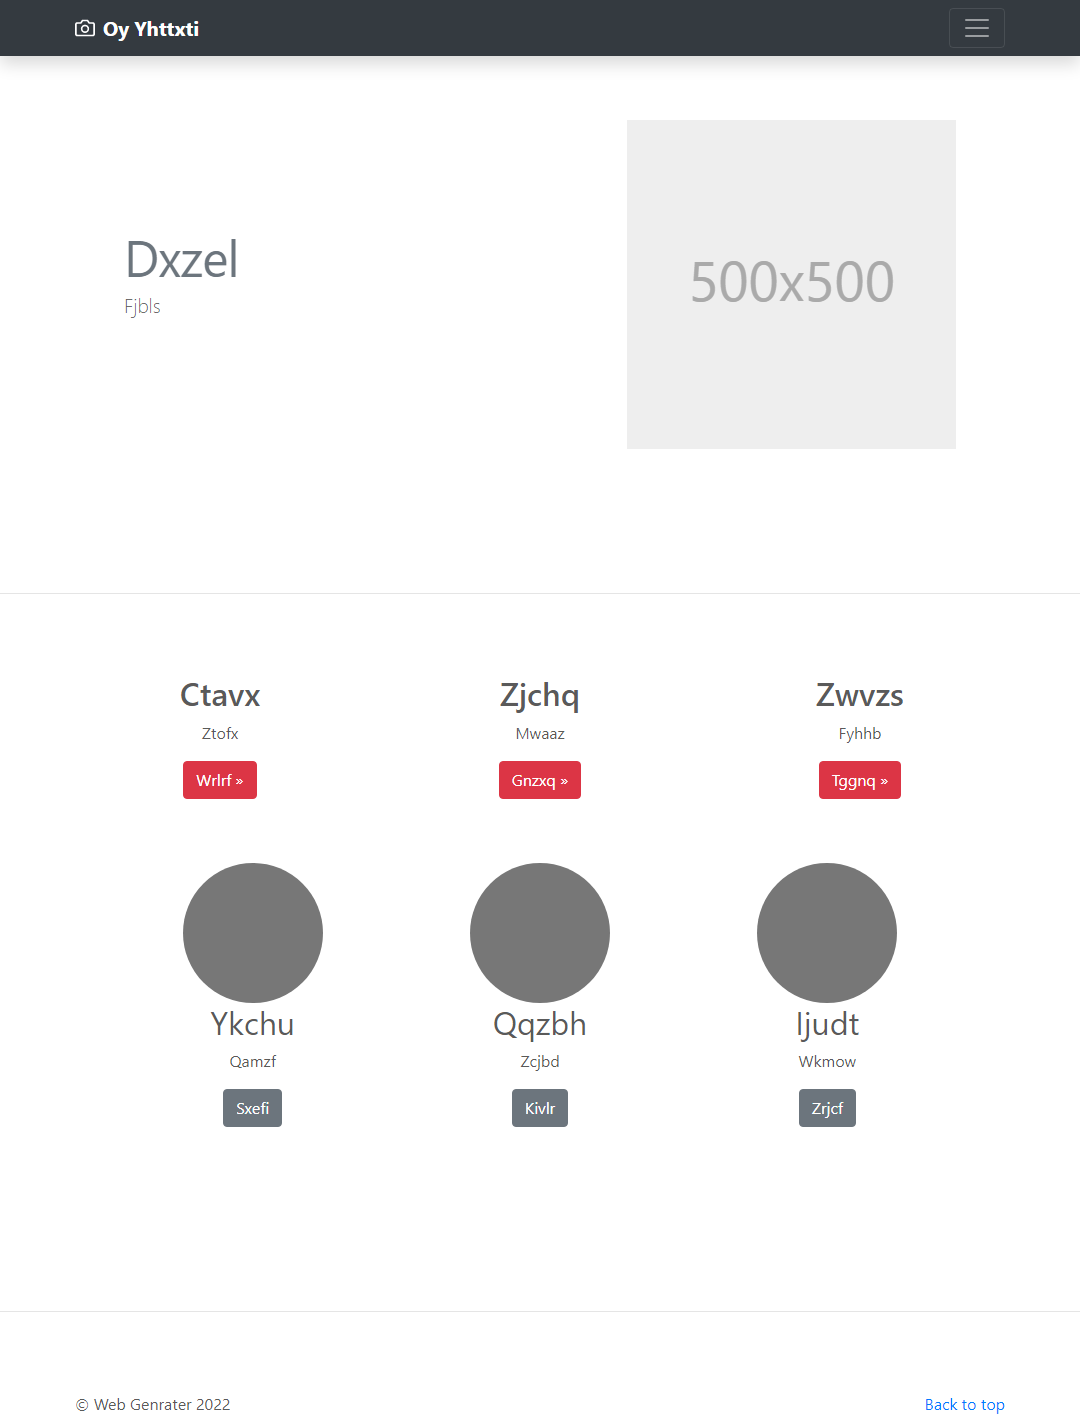 Oy Yhttxti
Dxzel
Fjbls
500x500
Ctavx
Ztofx
Wrlrf »
Zjchq
Mwaaz
Gnzxq »
Zwvzs
Fyhhb
Tggnq »
Ykchu
Qamzf
Sxefi
Qqzbh
Zcjbd
Kivlr
Ijudt
Wkmow
Zrjcf
© Web Genrater 2022
Back to top